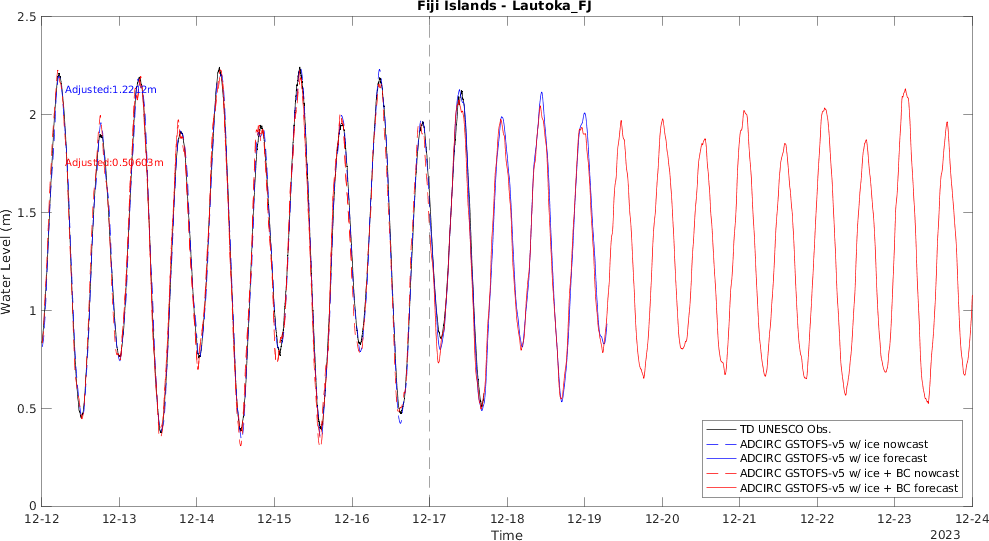 Fiji Islands - Lautoka_FJ
2.5
2
1.5
1
0.5
0
Water Level (m)
Adjusted:1.2212m
Adjusted:0.50603m
TD UNESCO Obs.
ADCIRC GSTOFS-v5 w/ ice nowcast
ADCIRC GSTOFS-v5 w/ ice forecast
ADCIRC GSTOFS-v5 w/ ice + BC nowcast
ADCIRC GSTOFS-v5 w/ ice + BC forecast
12-12 12-13 12-14 12-15 12-16 12-17 12-18 12-19 12-20 12-21 12-22 12-23 12-24
Time
2023